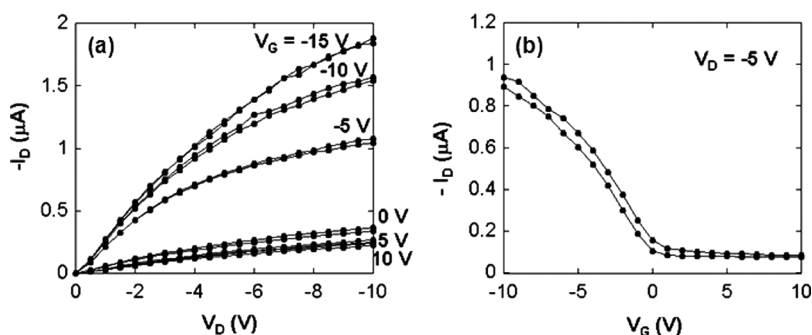 (a)
V_G = -15 V
-10 V
-5 V
0 V
5 V
10 V
2
1.5
1
0.5
0
-I_D (μA)
0 -2 -4 -6 -8 -10
V_D (V)
(b)
V_D = -5 V
1.2
1
0.8
0.6
0.4
0.2
0
- I_D (μA)
-10 -5 0 5 10
V_G (V)